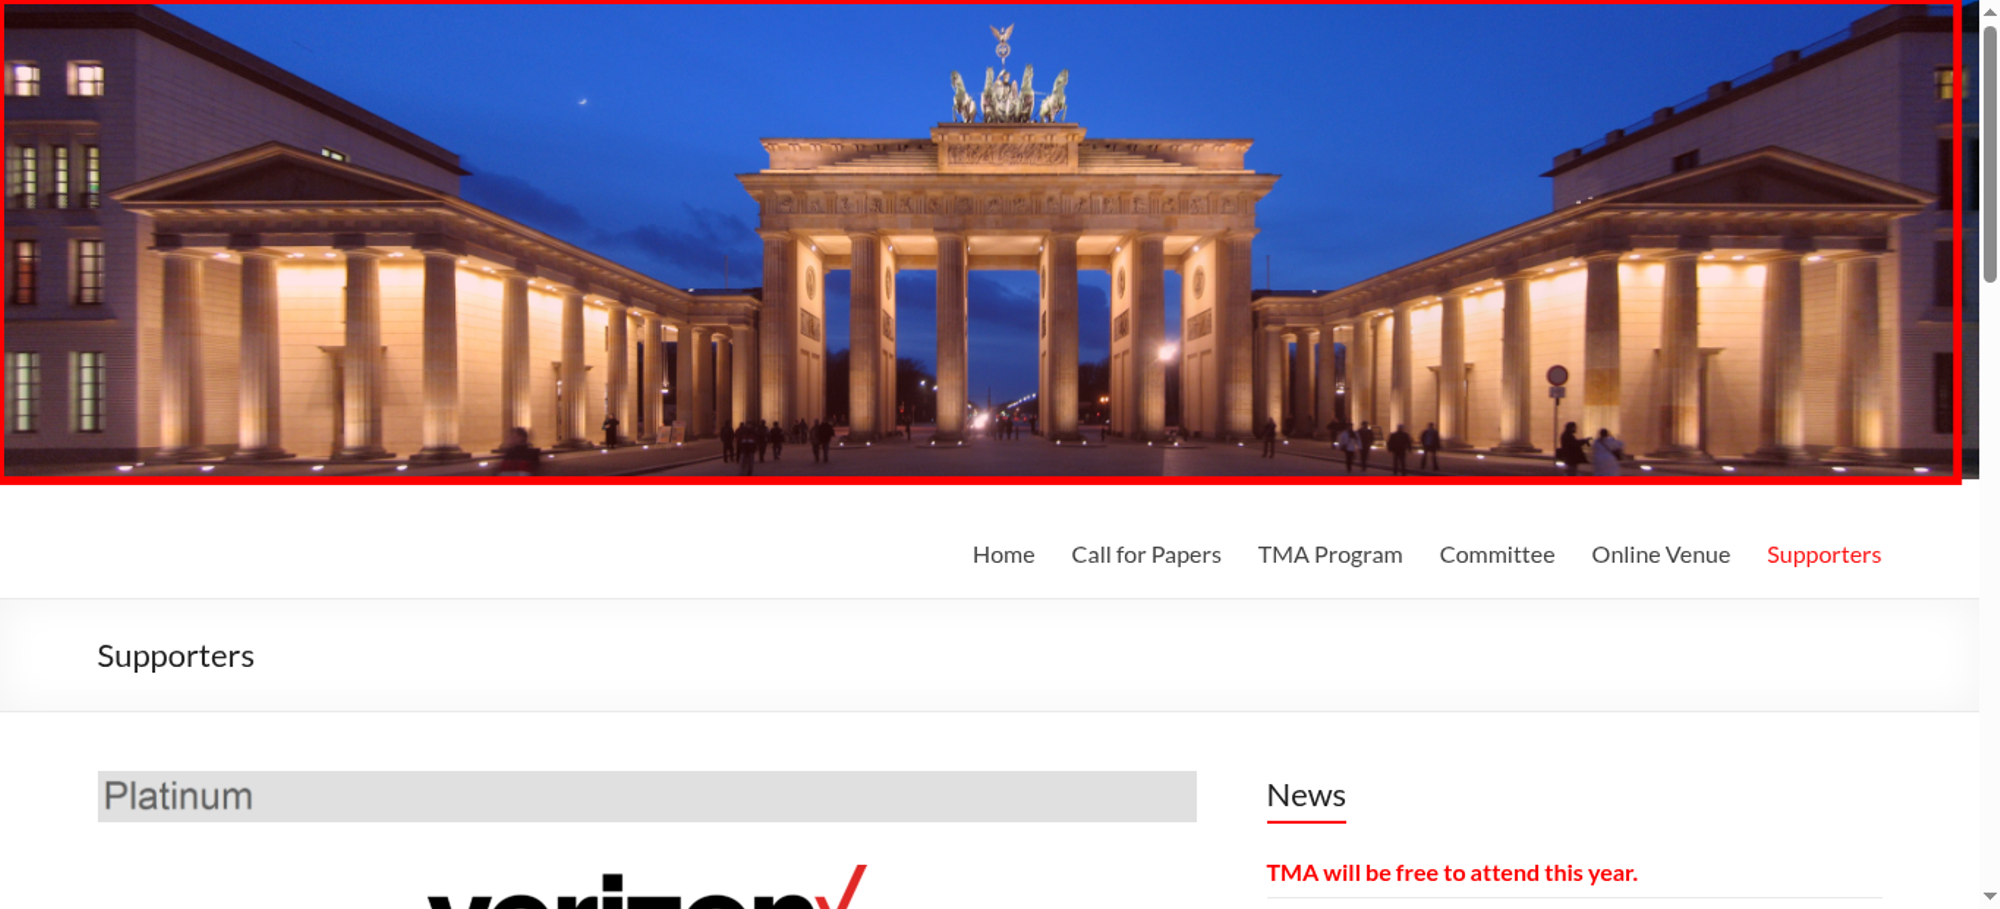 Home Call for Papers TMA Program Committee Online Venue Supporters
Supporters
Platinum
verizon
News
TMA will be free to attend this year.